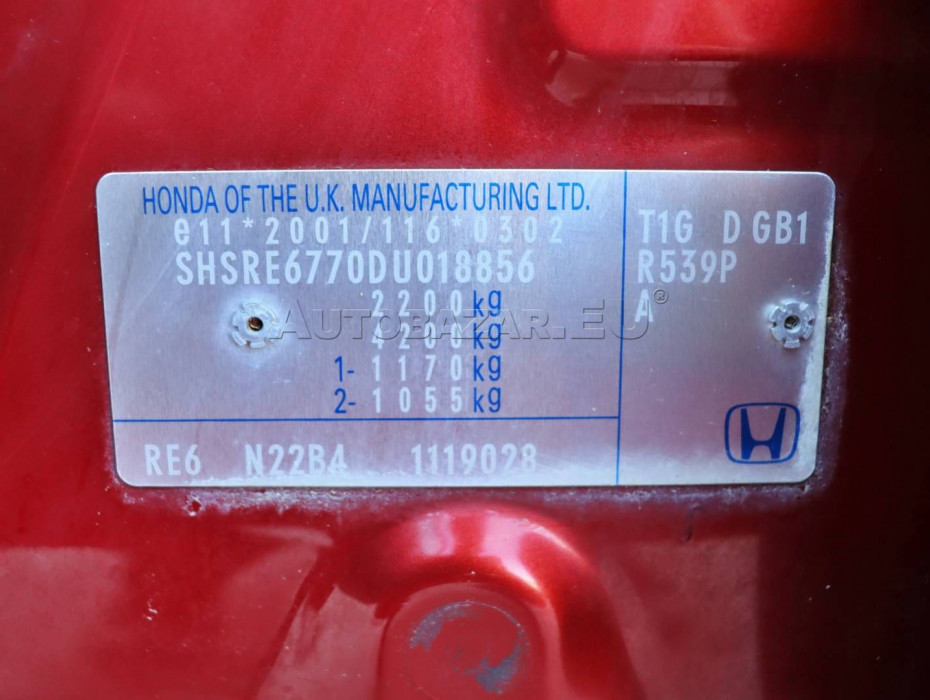 HONDA OF THE U.K. MANUFACTURING LTD.
e11*2001/116*0302
SHSRE6770DU018856
2200kg
4200kg
1-1170kg
2-1055kg
RE6 N22B4 1119028
T1G D GB1
R539P
A
AUTOBAZAR.EU®